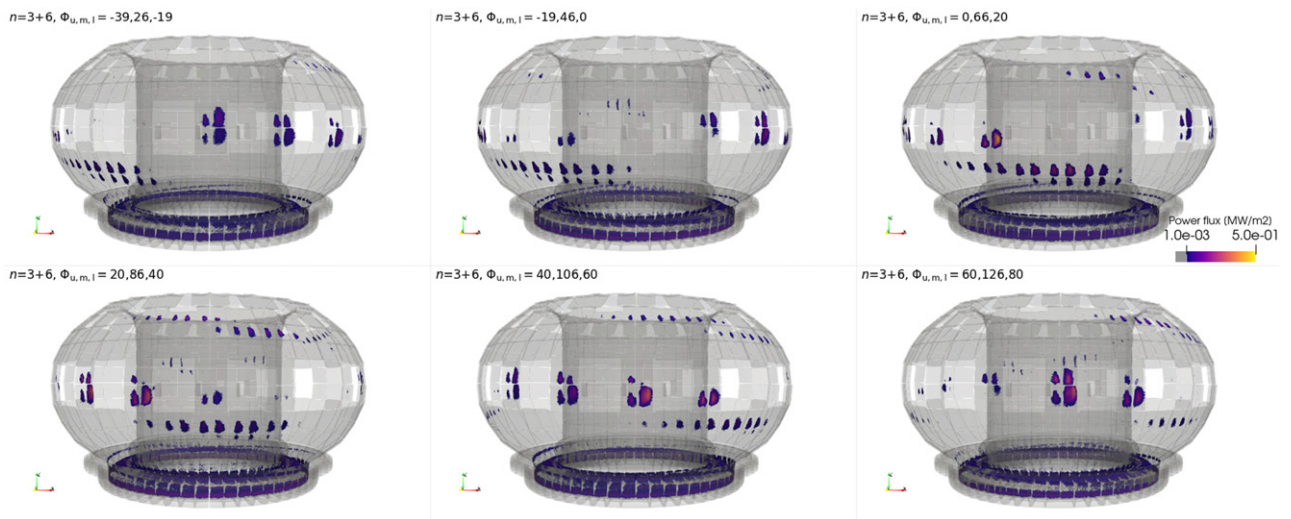 n=3+6, Φu,m,l = -39,26,-19
n=3+6, Φu,m,l = -19,46,0
n=3+6, Φu,m,l = 0,66,20
Power flux (MW/m2)
1.0e-03 5.0e-01
n=3+6, Φu,m,l = 20,86,40
n=3+6, Φu,m,l = 40,106,60
n=3+6, Φu,m,l = 60,126,80